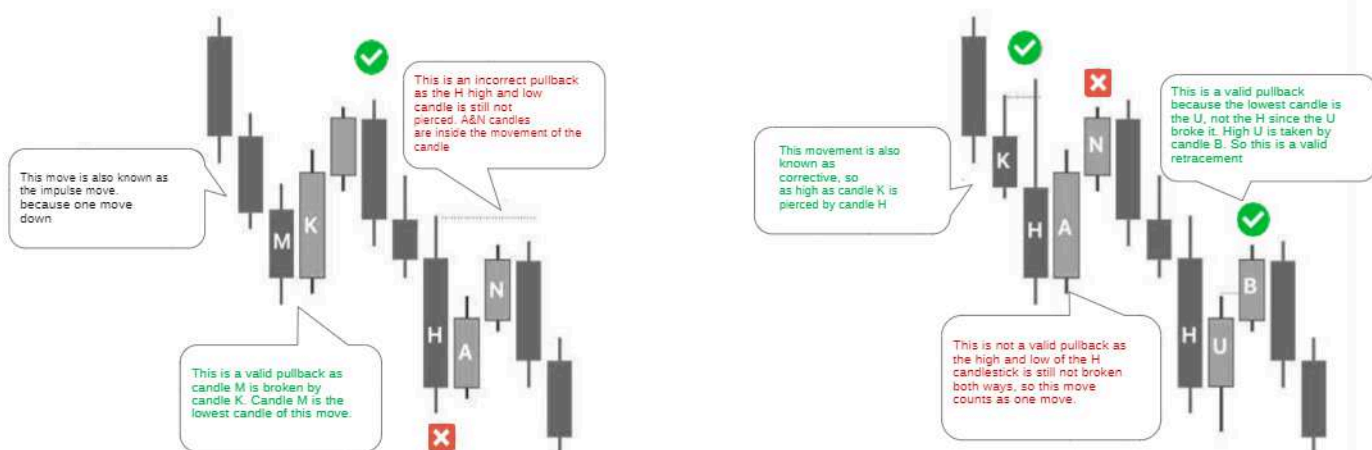 This is an incorrect pullback
as the H high and low
candle is still not
pierced. A&N candles
are inside the movement of the
candle
This move is also known as
the impulse move.
because one move
down
M
K
H
A
N
This is a valid pullback as
candle M is broken by
candle K. Candle M is the
lowest candle of this move.
This is a valid pullback
because the lowest candle is
the U, not the H since the U
broke it. High U is taken by
candle B. So this is a valid
retracement
This movement is also
known as
corrective, so
as high as candle K is
pierced by candle H
K
H
A
N
H
U
B
This is not a valid pullback as
the high and low of the H
candlestick is still not broken
both ways, so this move
counts as one move.